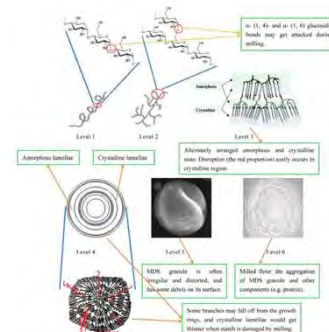 α- (1, 4)- and α- (1, 6) glucosidic
bonds may get attacked during
milling.
Amorphous
Crystalline
Level 1
Level 2
Level 3
Alternately arranged amorphous and crystalline
state. Disruption (the red proportion) easily occurs in
crystalline region
Amorphous lamellae
Crystalline lamellae
Level 4
Level 5
Level 6
MDS granule is often
irregular and distorted, and
has some debris on its surface.
Milled flour: the aggregation
of MDS granule and other
components (e.g. protein).
Some branches may fall off from the growth
rings, and crystalline lamellae would get
thinner when starch is damaged by milling